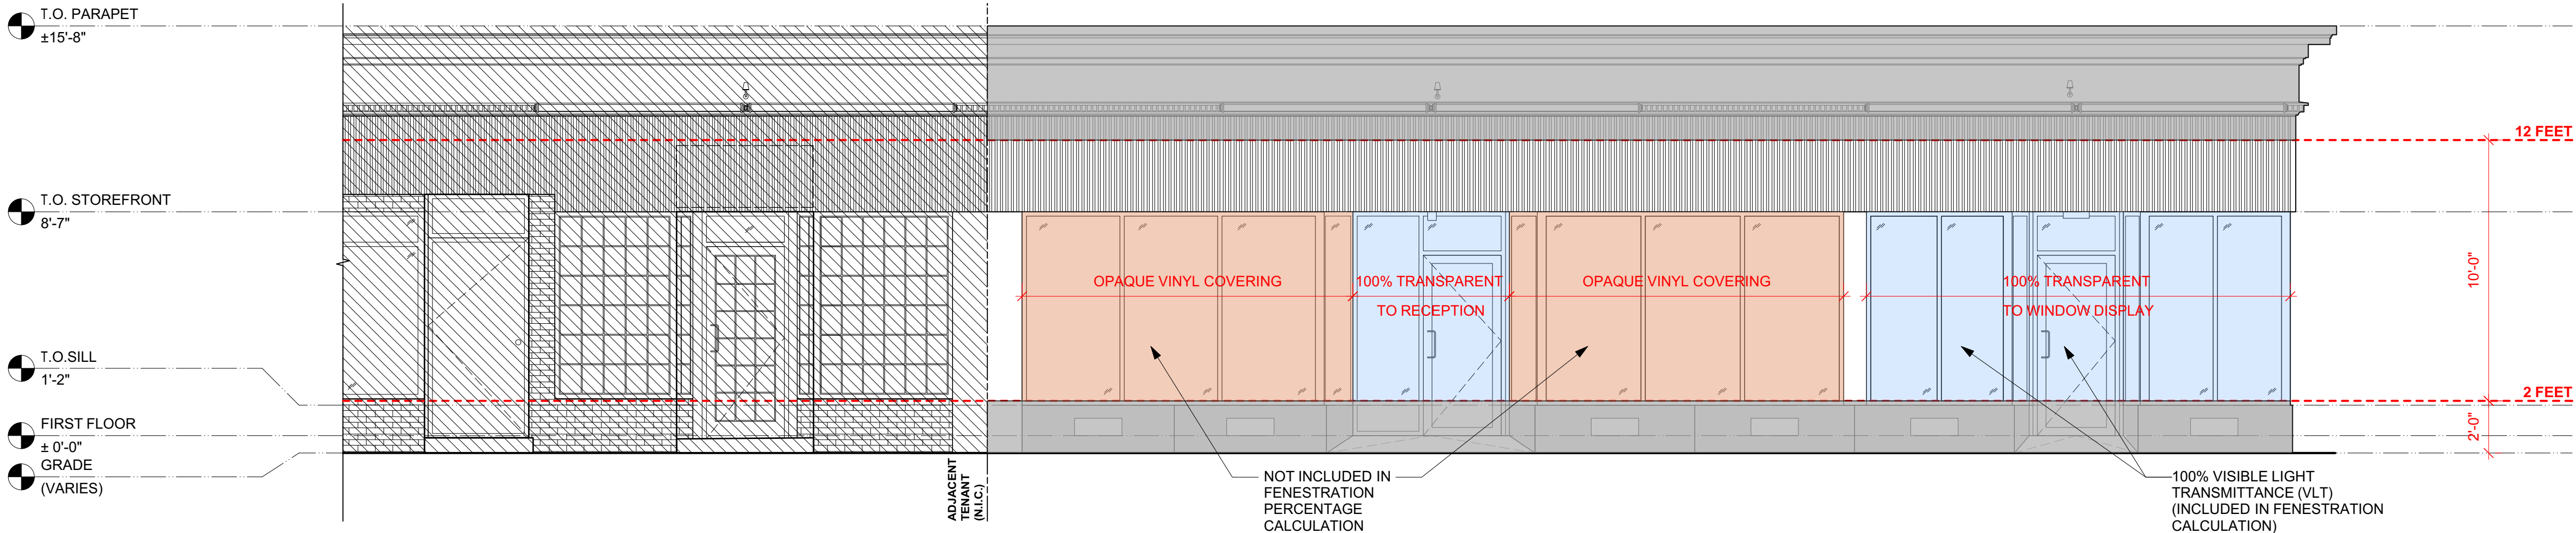 T.O. PARAPET
±15'-8"
12 FEET
T.O. STOREFRONT
8'-7"
10'-0"
OPAQUE VINYL COVERING
100% TRANSPARENT
TO RECEPTION
OPAQUE VINYL COVERING
100% TRANSPARENT
TO WINDOW DISPLAY
T.O.SILL
1'-2"
2 FEET
FIRST FLOOR
± 0'-0"
2'-0"
GRADE
(VARIES)
ADJACENT
TENANT
(N.I.C.)
NOT INCLUDED IN
FENESTRATION
PERCENTAGE
CALCULATION
100% VISIBLE LIGHT
TRANSMITTANCE (VLT)
(INCLUDED IN FENESTRATION
CALCULATION)